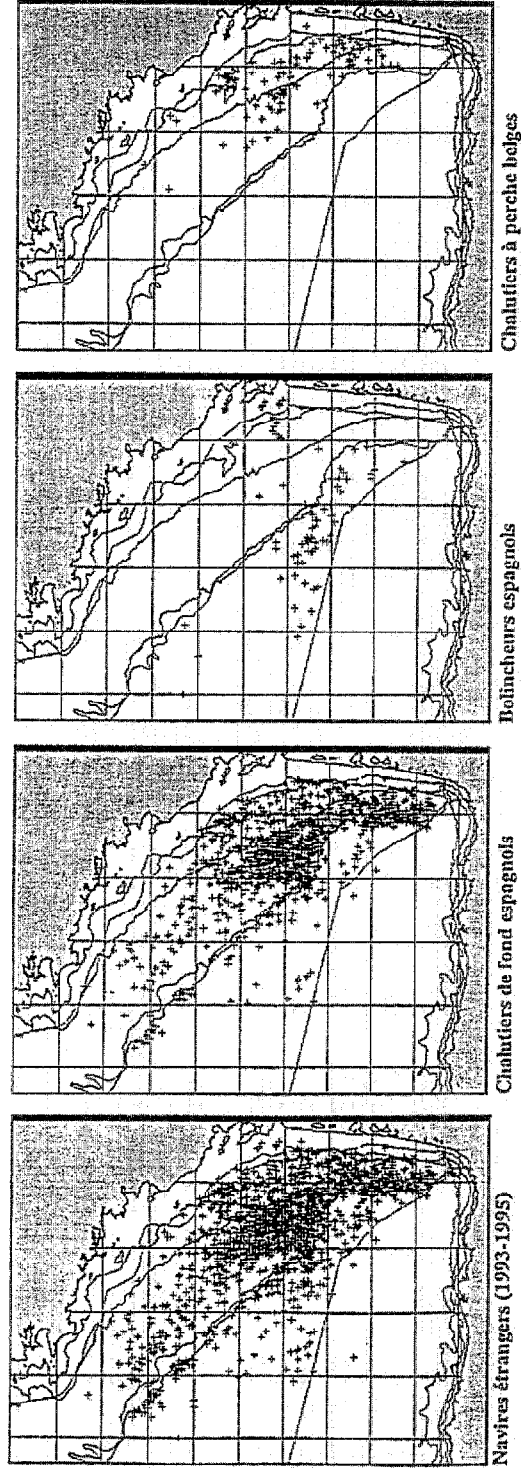 Navires étrangers (1993-1995)
Chalutiers de fond espagnols
Bolincheurs espagnols
Chalutiers à perche belges